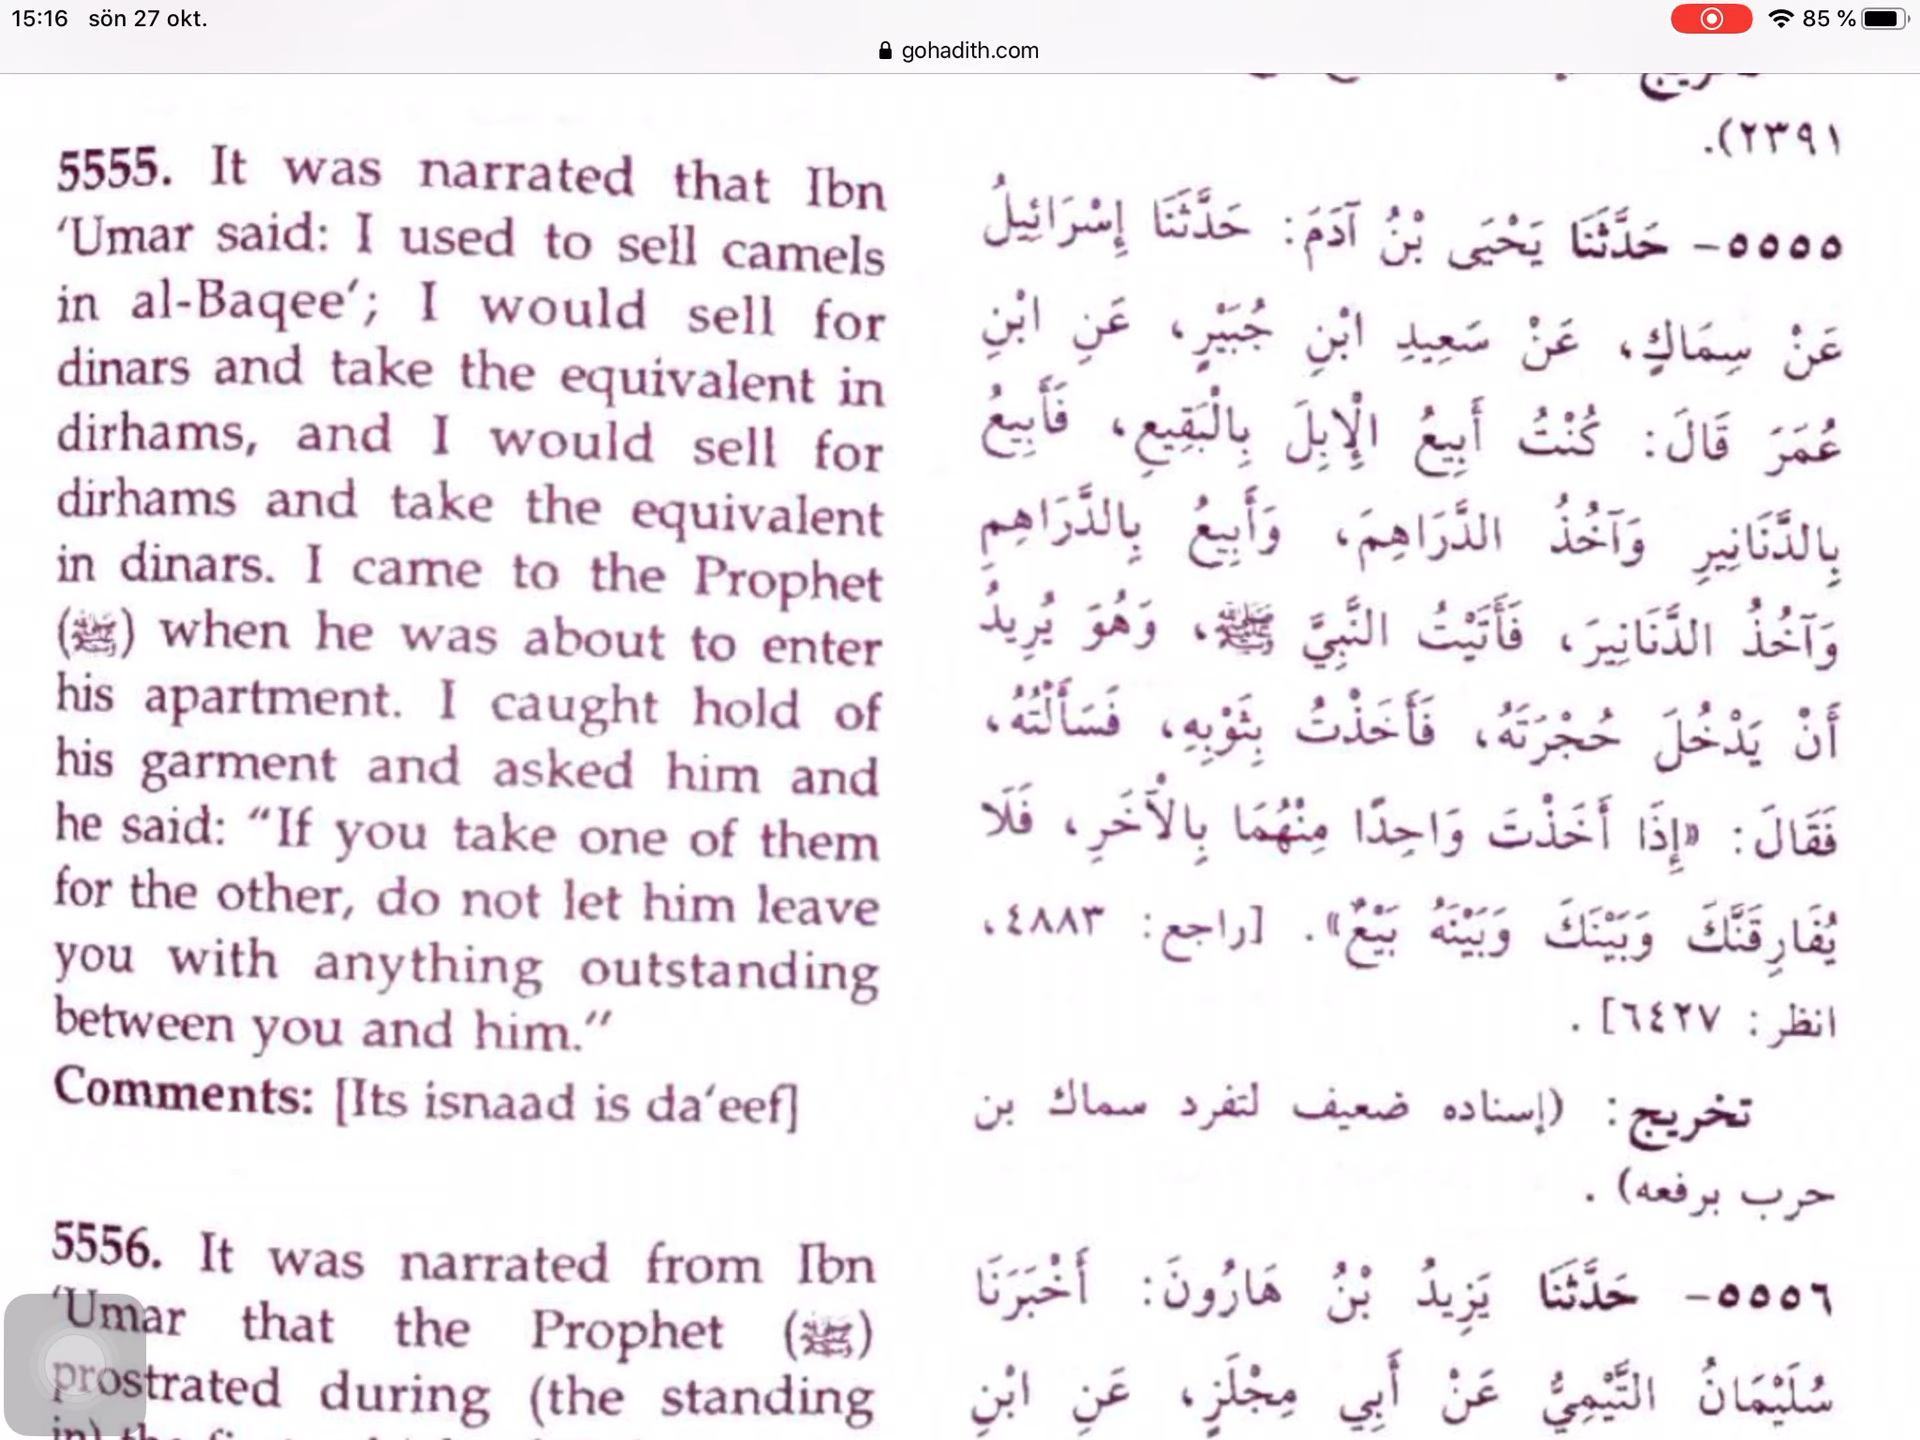 15:16 sön 27 okt.
85 %
gohadith.com
5555. It was narrated that Ibn
‘Umar said: I used to sell camels
in al-Baqee‘; I would sell for
dinars and take the equivalent in
dirhams, and I would sell for
dirhams and take the equivalent
in dinars. I came to the Prophet
(ﷺ) when he was about to enter
his apartment. I caught hold of
his garment and asked him and
he said: “If you take one of them
for the other, do not let him leave
you with anything outstanding
between you and him.”
Comments: [Its isnaad is da‘eef]
5556. It was narrated from Ibn
‘Umar that the Prophet (ﷺ)
prostrated during (the standing
٢٣٩١).
٥٥٥٥- حَدَّثَنَا يَحْيَى بْنُ آدَمَ: حَدَّثَنَا إِسْرَائِيلُ
عَنْ سِمَاكٍ، عَنْ سَعِيدِ ابْنِ جُبَيْرٍ، عَنِ ابْنِ
عُمَرَ قَالَ: كُنْتُ أَبِيعُ الْإِبِلَ بِالْبَقِيعِ، فَأَبِيعُ
بِالدَّنَانِيرِ وَآخُذُ الدَّرَاهِمَ، وَأَبِيعُ بِالدَّرَاهِمِ
وَآخُذُ الدَّنَانِيرَ، فَأَتَيْتُ النَّبِيَّ ﷺ، وَهُوَ يُرِيدُ
أَنْ يَدْخُلَ حُجْرَتَهُ، فَأَخَذْتُ بِثَوْبِهِ، فَسَأَلْتُهُ،
فَقَالَ: «إِذَا أَخَذْتَ وَاحِدًا مِنْهُمَا بِالْآخَرِ، فَلَا
يُفَارِقَنَّكَ وَبَيْنَكَ وَبَيْنَهُ بَيْعٌ». [راجع: ٤٨٨٣،
انظر: ٦٤٢٧].
تخريج: (إسناده ضعيف لتفرد سماك بن
حرب برفعه).
٥٥٥٦- حَدَّثَنَا يَزِيدُ بْنُ هَارُونَ: أَخْبَرَنَا
سُلَيْمَانُ التَّيْمِيُّ عَنْ أَبِي مِجْلَزٍ، عَنِ ابْنِ